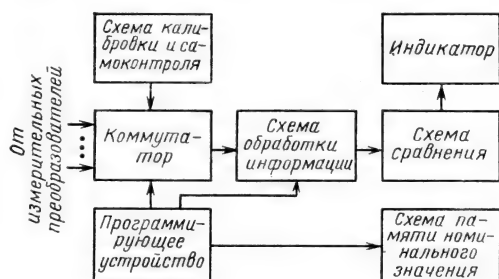 Схема кали-
бровки и са-
моконтроля
Индикатор
От
измерительных
преобразователей
Коммута-
тор
Схема
обработки
информации
Схема
сравнения
Программи-
рующее
устройство
Схема па-
мяти номи-
нального
значения